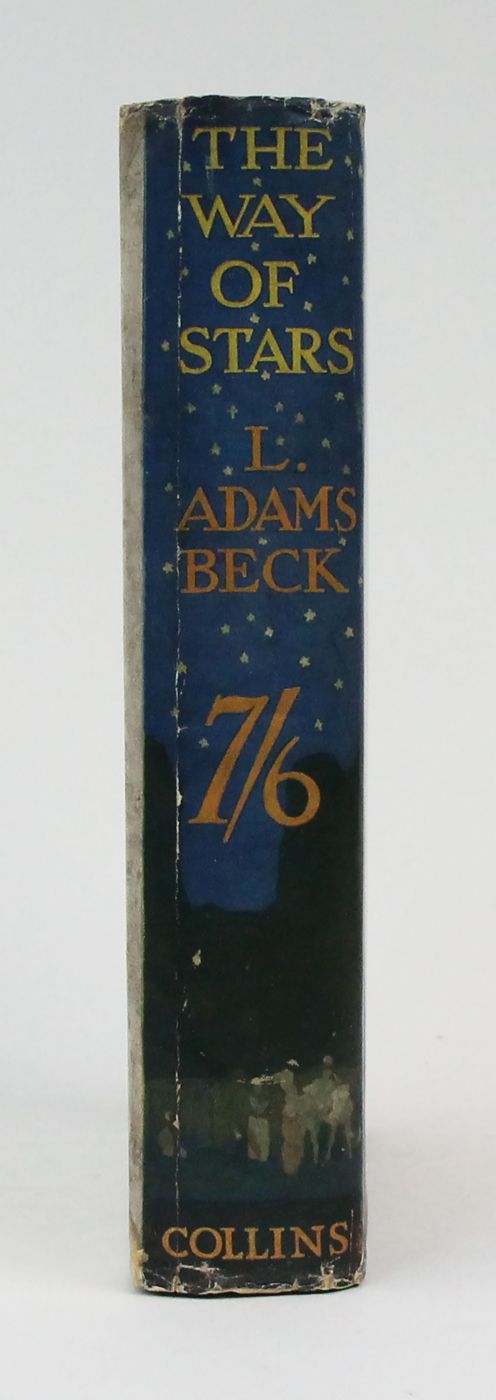 THE
WAY
OF
STARS
L.
ADAMS
BECK
7/6
COLLINS